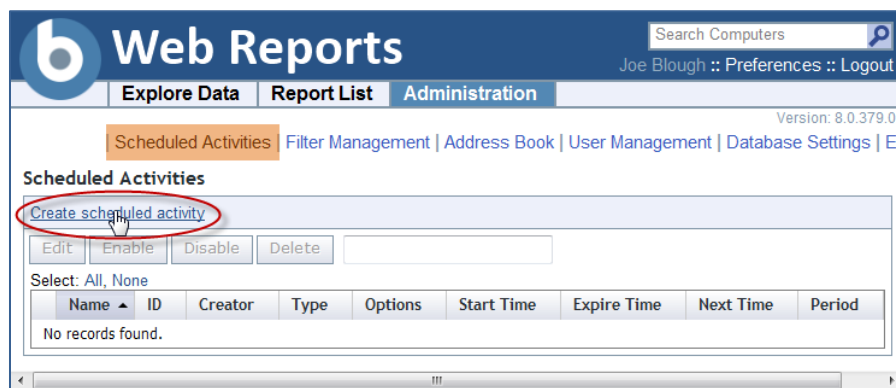 b Web Reports
Search Computers
Joe Blough :: Preferences :: Logout
Explore Data Report List Administration
Version: 8.0.379.0
| Scheduled Activities | Filter Management | Address Book | User Management | Database Settings | E
Scheduled Activities
Create scheduled activity
Edit Enable Disable Delete
Select: All, None
Name ID Creator Type Options Start Time Expire Time Next Time Period
No records found.